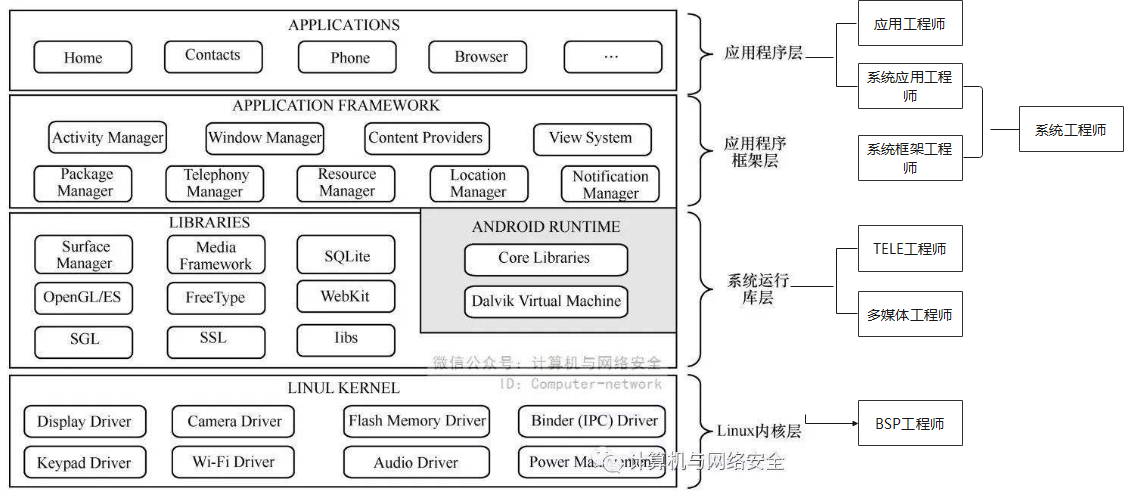 APPLICATIONS
Home
Contacts
Phone
Browser
...
应用程序层
应用工程师
系统应用工程
师
APPLICATION FRAMEWORK
Activity Manager
Window Manager
Content Providers
View System
Package
Manager
Telephony
Manager
Resource
Manager
Location
Manager
Notification
Manager
应用程序
框架层
系统框架工程
师
系统工程师
LIBRARIES
Surface
Manager
Media
Framework
SQLite
OpenGL/ES
FreeType
WebKit
SGL
SSL
libs
ANDROID RUNTIME
Core Libraries
Dalvik Virtual Machine
系统运行
库层
TELE工程师
多媒体工程师
微信公众号：计算机与网络安全
ID：Computer-network
LINUL KERNEL
Display Driver
Camera Driver
Flash Memory Driver
Binder (IPC) Driver
Keypad Driver
Wi-Fi Driver
Audio Driver
Power Management
计算机与网络安全
Linux内核层
BSP工程师